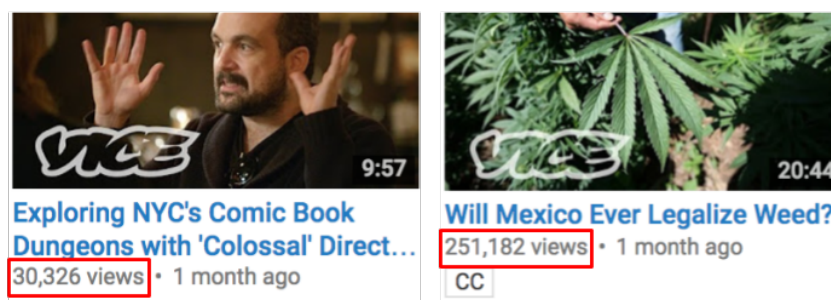 VICE
9:57
Exploring NYC's Comic Book
Dungeons with 'Colossal' Direct...
30,326 views • 1 month ago
VICE
20:44
Will Mexico Ever Legalize Weed?
251,182 views • 1 month ago
CC